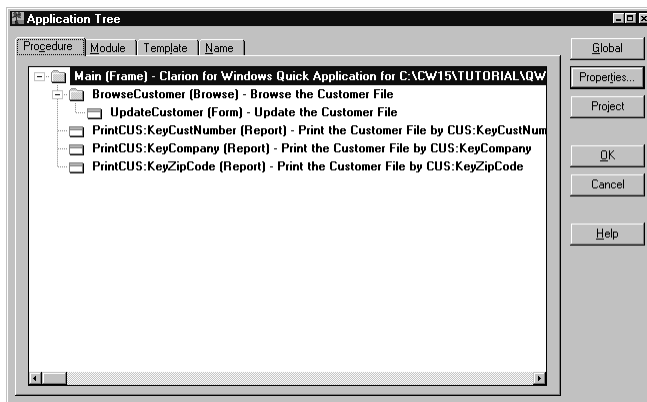 Application Tree
Procedure Module Template Name
Main (Frame) - Clarion for Windows Quick Application for C:\CW15\TUTORIAL\QW
BrowseCustomer (Browse) - Browse the Customer File
UpdateCustomer (Form) - Update the Customer File
PrintCUS:KeyCustNumber (Report) - Print the Customer File by CUS:KeyCustNum
PrintCUS:KeyCompany (Report) - Print the Customer File by CUS:KeyCompany
PrintCUS:KeyZipCode (Report) - Print the Customer File by CUS:KeyZipCode
Global
Properties...
Project
OK
Cancel
Help